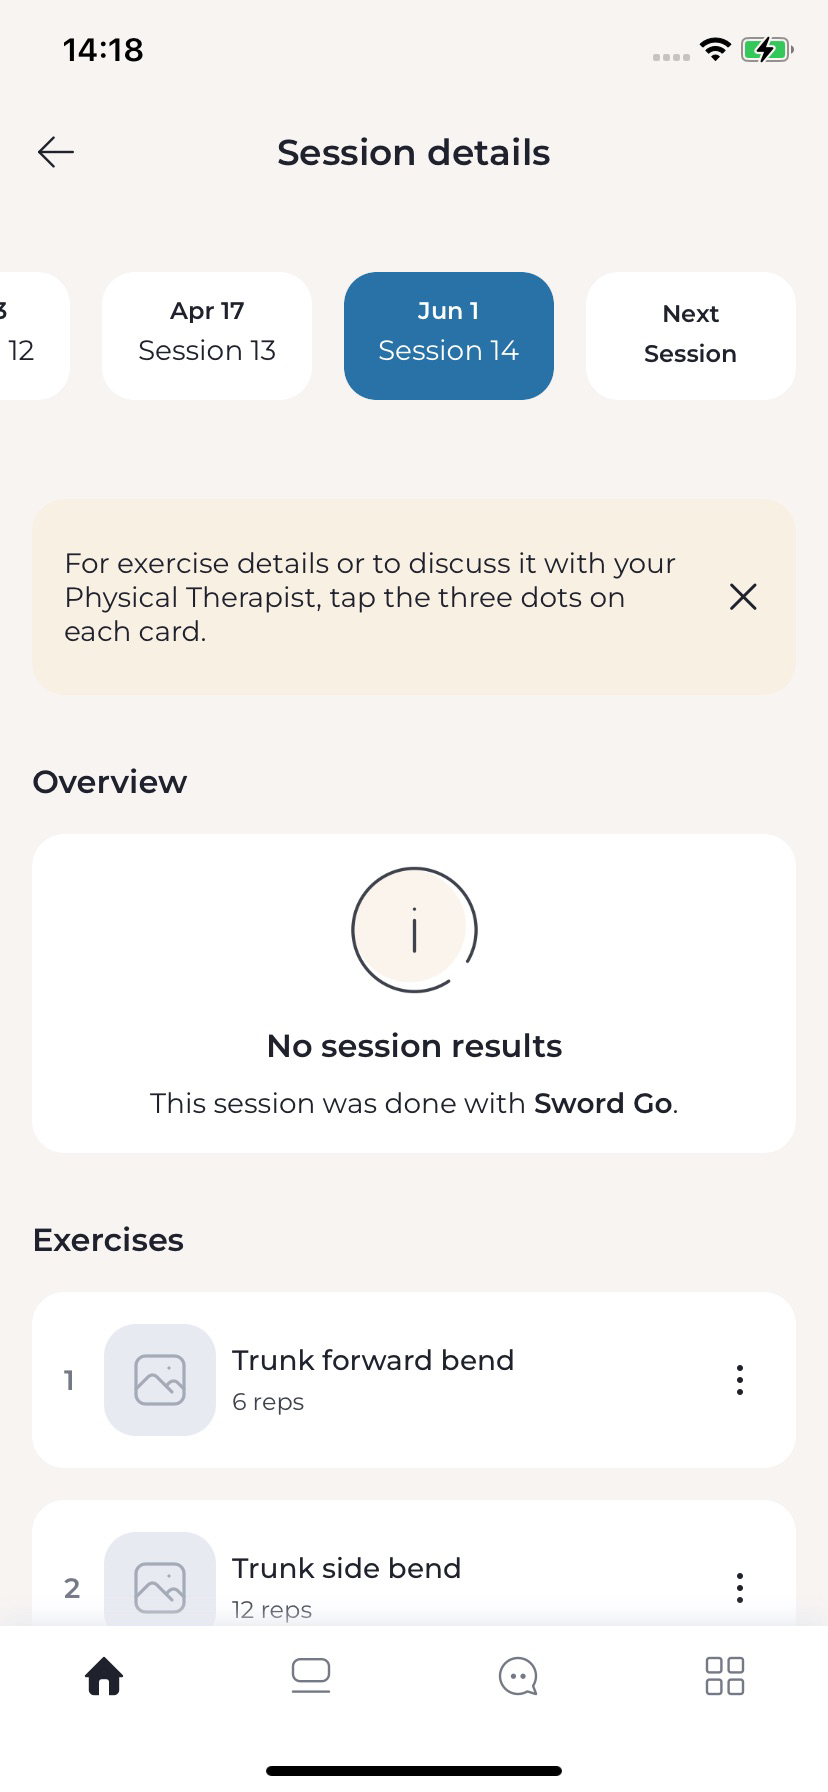 14:18
Session details
3
12
Apr 17
Session 13
Jun 1
Session 14
Next
Session
For exercise details or to discuss it with your
Physical Therapist, tap the three dots on
each card.
Overview
No session results
This session was done with Sword Go.
Exercises
1
Trunk forward bend
6 reps
2
Trunk side bend
12 reps